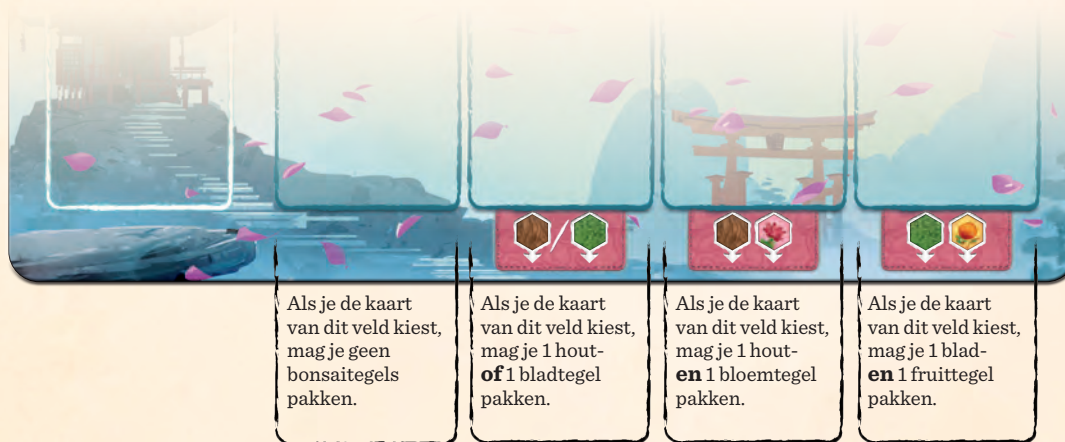 Als je de kaart
van dit veld kiest,
mag je geen
bonsaitegels
pakken.
Als je de kaart
van dit veld kiest,
mag je 1 hout-
of 1 bladtegel
pakken.
Als je de kaart
van dit veld kiest,
mag je 1 hout-
en 1 bloemtegel
pakken.
Als je de kaart
van dit veld kiest,
mag je 1 blad-
en 1 fruittegel
pakken.